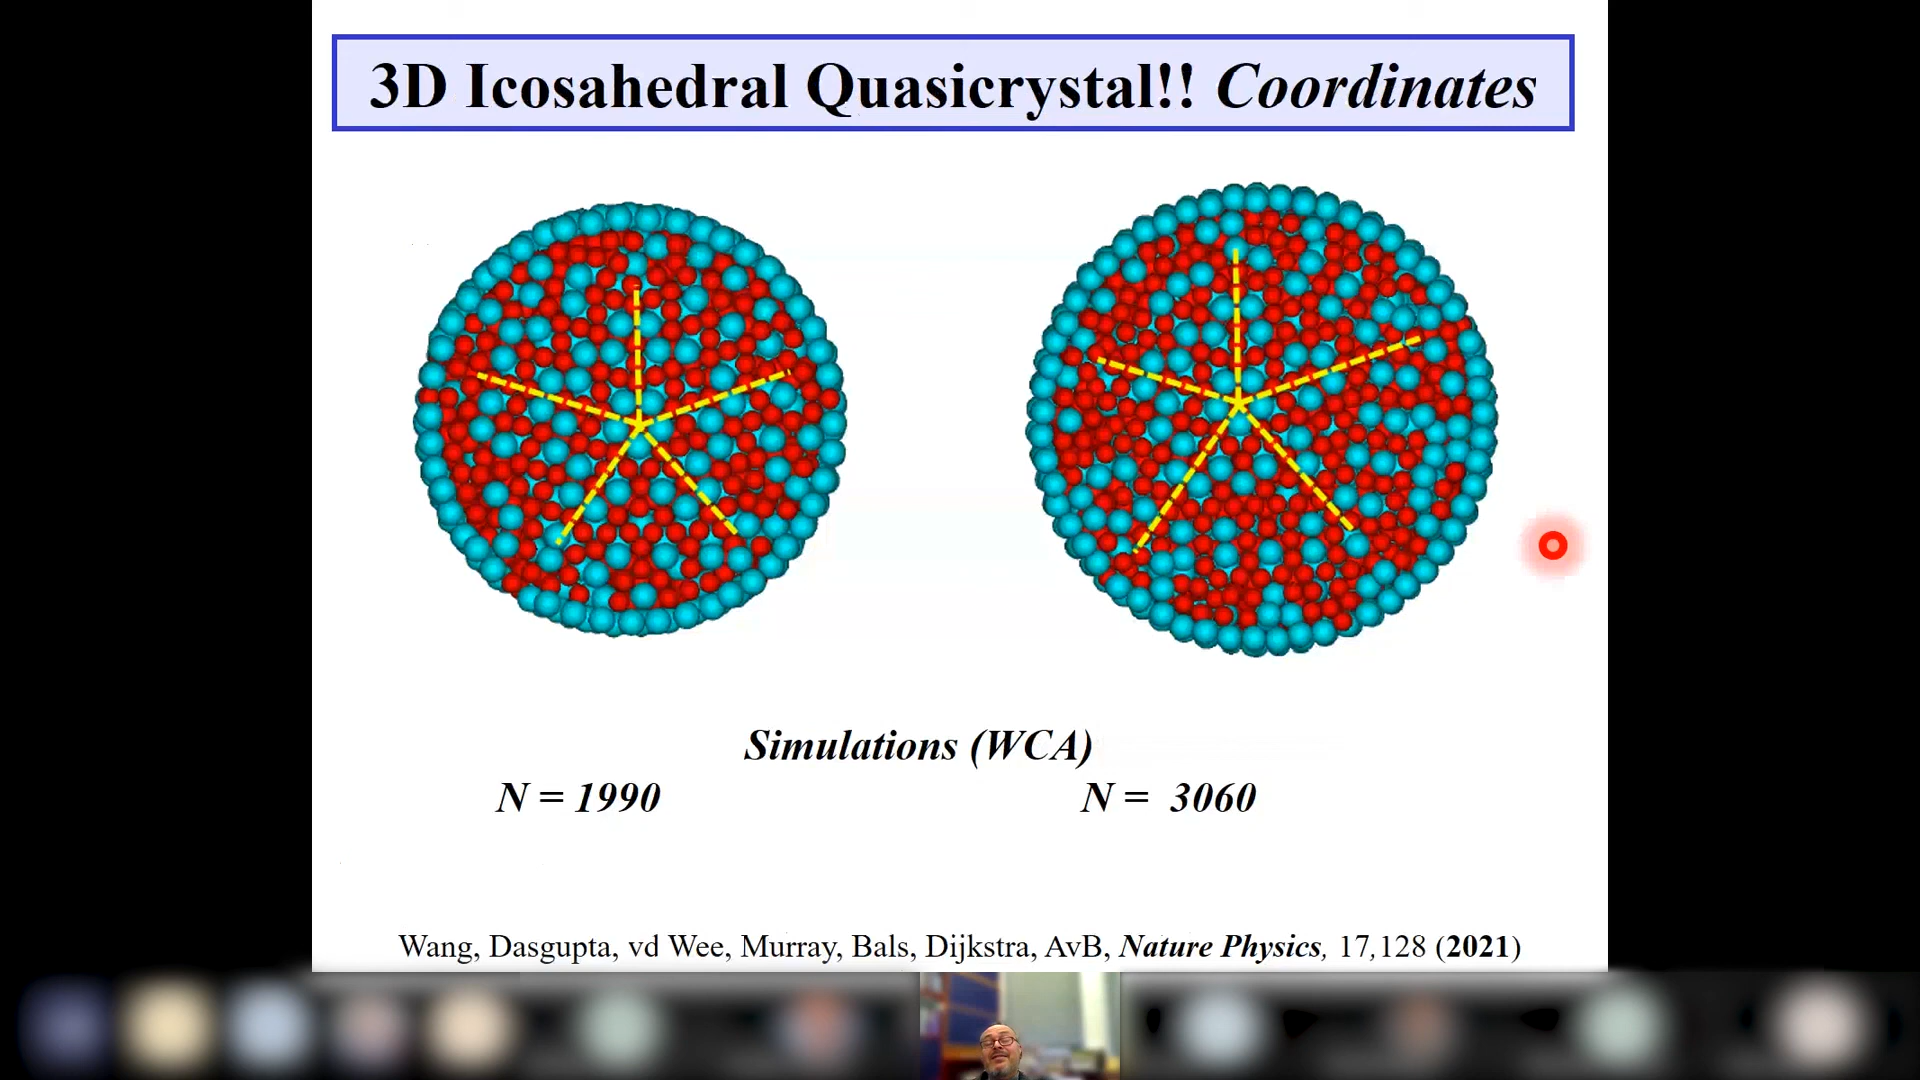 3D Icosahedral Quasicrystal!! Coordinates
Simulations (WCA)
N = 1990
N = 3060
Wang, Dasgupta, vd Wee, Murray, Bals, Dijkstra, AvB, Nature Physics, 17,128 (2021)